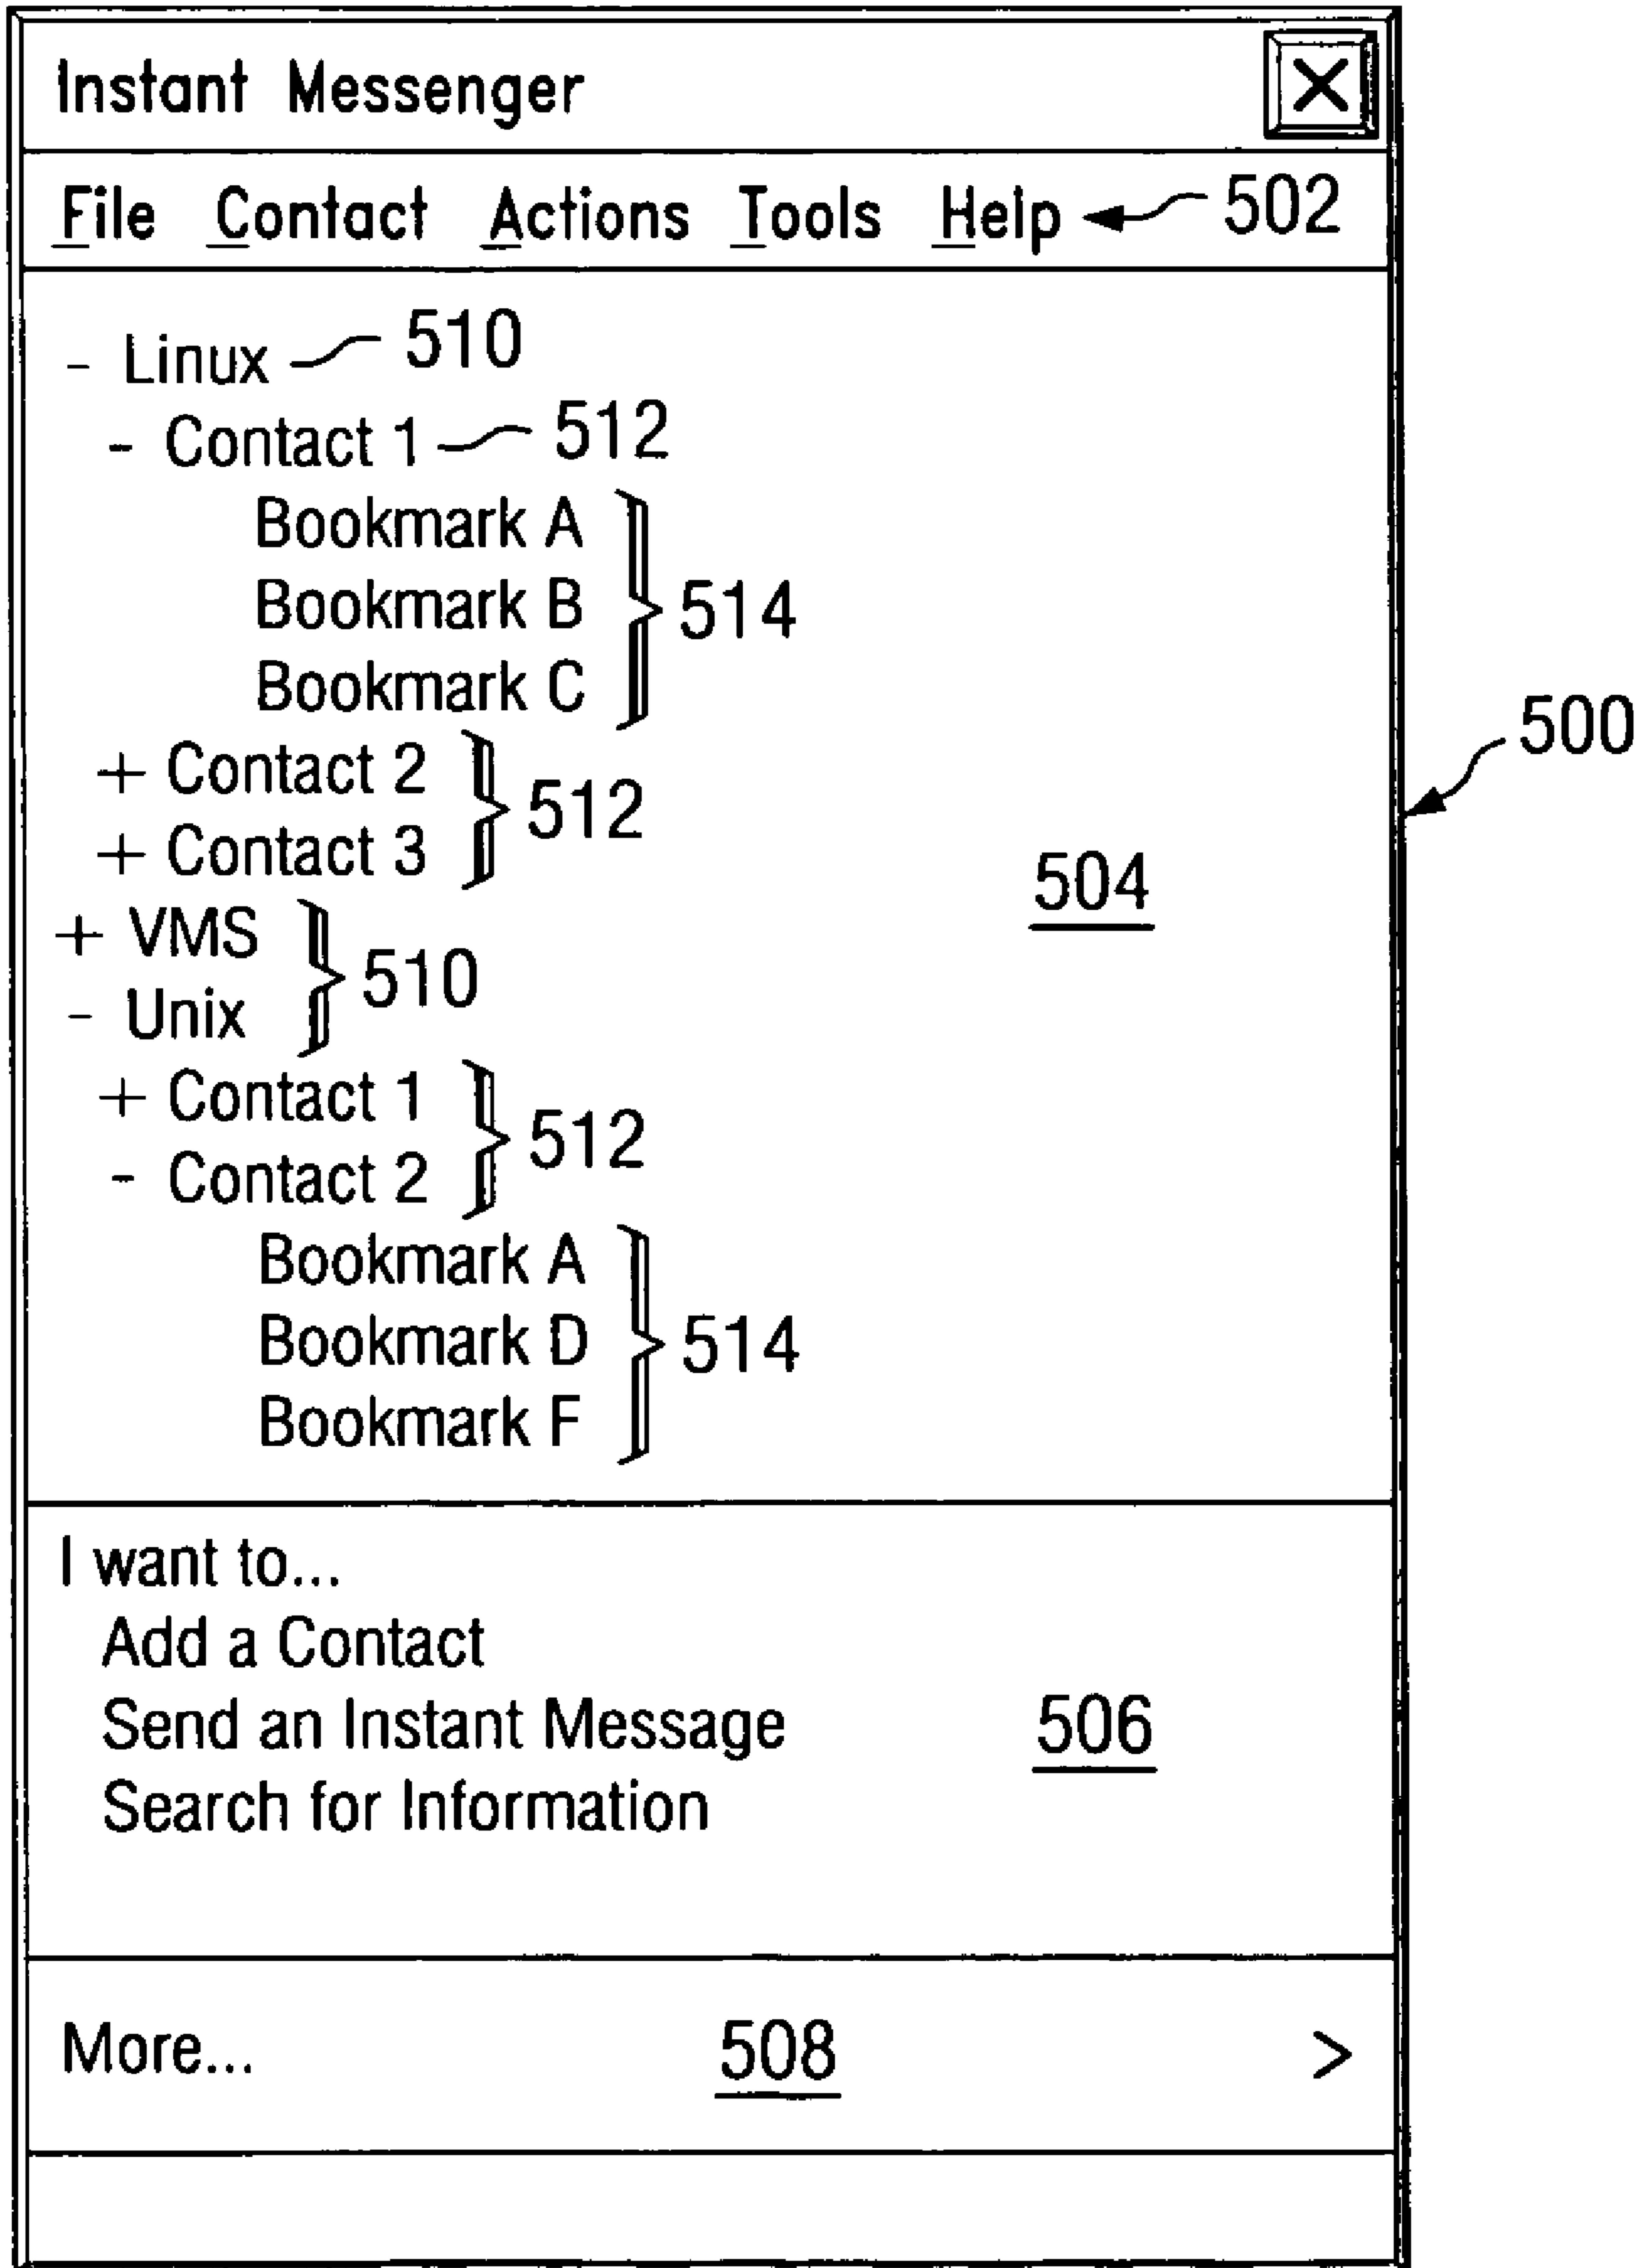 Instant Messenger X
File Contact Actions Tools Help 502
- Linux 510
- Contact 1 512
Bookmark A
Bookmark B
Bookmark C
514
+ Contact 2
+ Contact 3
512
500
504
+ VMS
- Unix
510
+ Contact 1
- Contact 2
512
Bookmark A
Bookmark D
Bookmark F
514
I want to...
Add a Contact
Send an Instant Message 506
Search for Information
More... 508 >